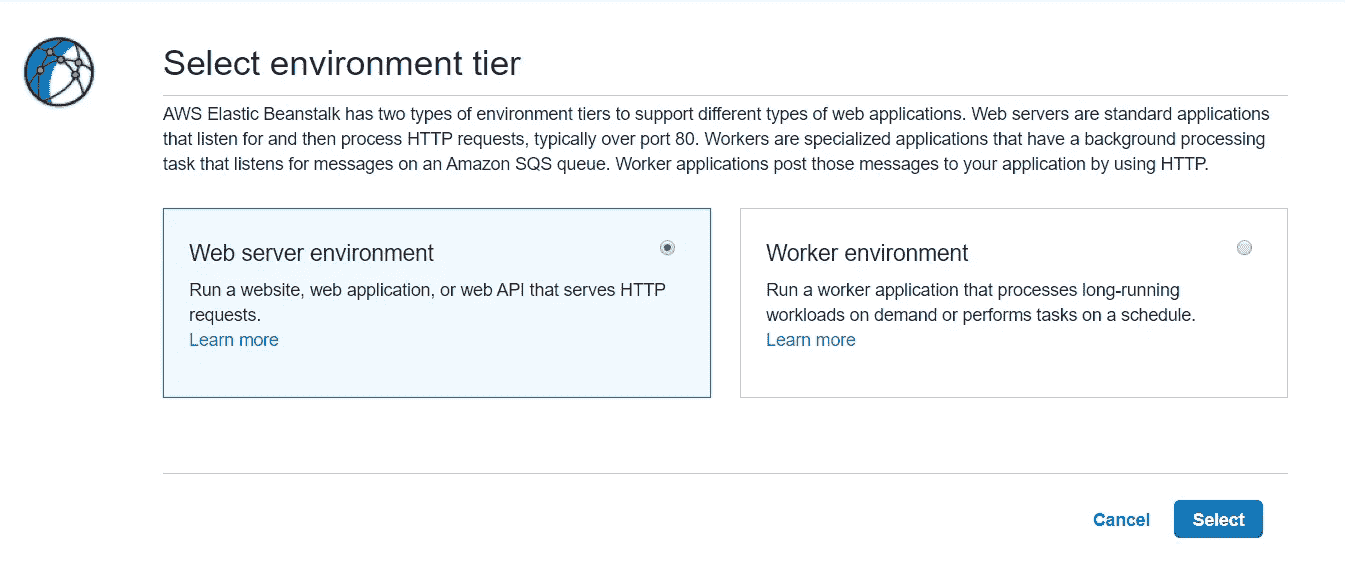 Select environment tier
AWS Elastic Beanstalk has two types of environment tiers to support different types of web applications. Web servers are standard applications
that listen for and then process HTTP requests, typically over port 80. Workers are specialized applications that have a background processing
task that listens for messages on an Amazon SQS queue. Worker applications post those messages to your application by using HTTP.
Web server environment
Run a website, web application, or web API that serves HTTP
requests.
Learn more
Worker environment
Run a worker application that processes long-running
workloads on demand or performs tasks on a schedule.
Learn more
Cancel
Select